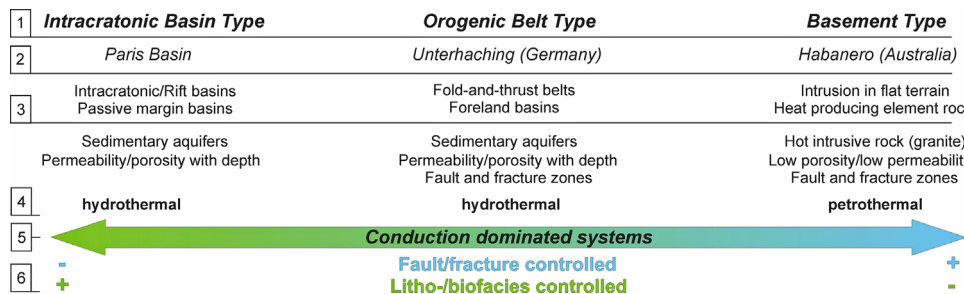 1 Intracratonic Basin Type Orogenic Belt Type Basement Type
2 Paris Basin Unterhaching (Germany) Habanero (Australia)
Intracratonic/Rift basins Fold-and-thrust belts Intrusion in flat terrain
3 Passive margin basins Foreland basins Heat producing element roc
Sedimentary aquifers Sedimentary aquifers Hot intrusive rock (granite)
Permeability/porosity with depth Permeability/porosity with depth Low porosity/low permeabilit
Fault and fracture zones Fault and fracture zones
4 hydrothermal hydrothermal petrothermal
5 Conduction dominated systems
- Fault/fracture controlled +
6 + Litho-/biofacies controlled -